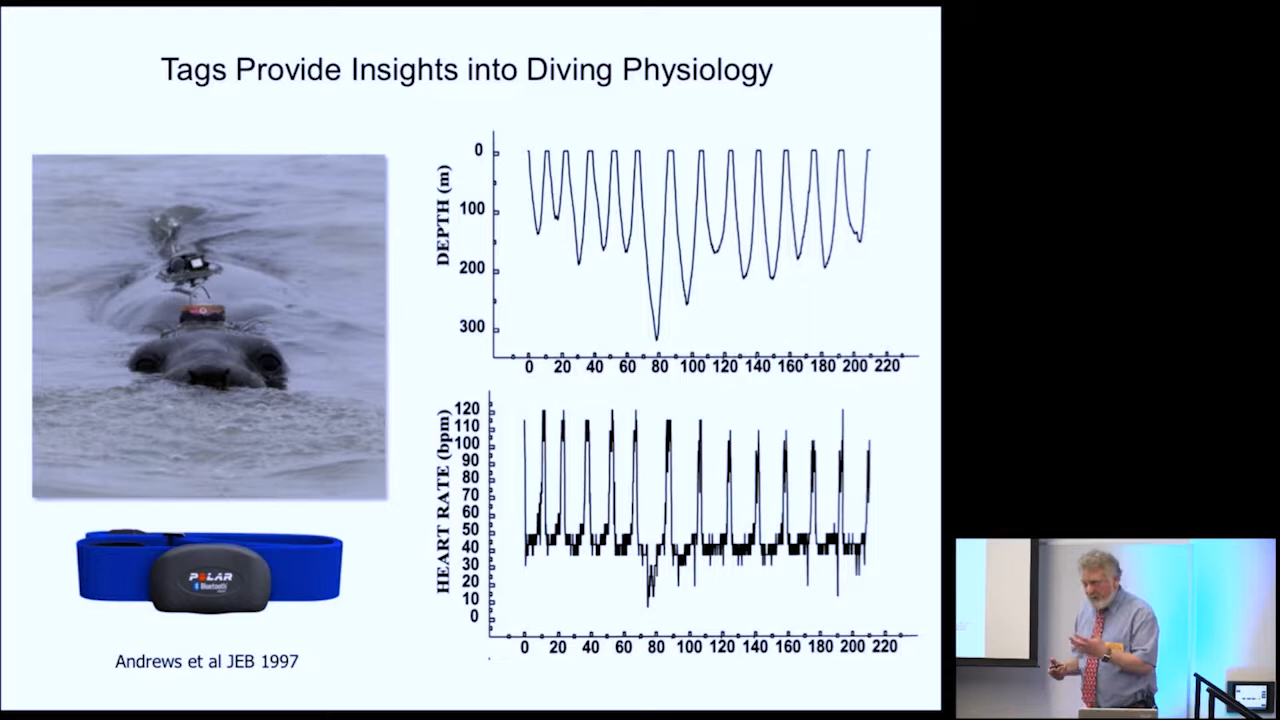 Tags Provide Insights into Diving Physiology
DEPTH (m)
0
100
200
300
0 20 40 60 80 100 120 140 160 180 200 220
HEART RATE (bpm)
120
110
100
90
80
70
60
50
40
30
20
10
0
0 20 40 60 80 100 120 140 160 180 200 220
POLAR
Bluetooth
Andrews et al JEB 1997